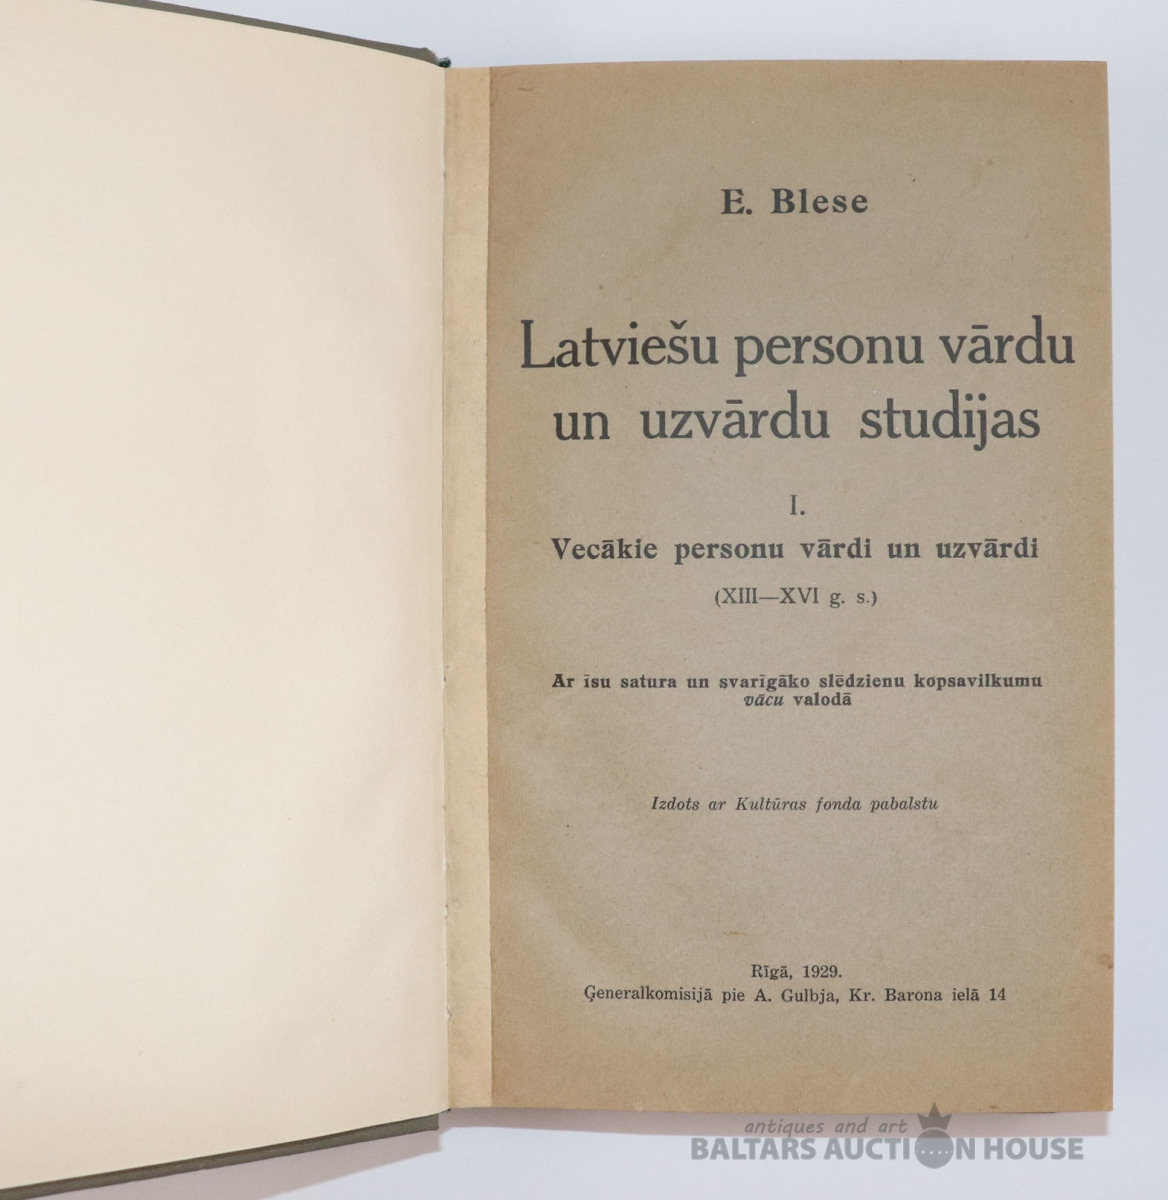 E. Blese
Latviešu personu vārdu
un uzvārdu studijas
I.
Vecākie personu vārdi un uzvārdi
(XIII—XVI g. s.)
Ar īsu satura un svarīgāko slēdzienu kopsavilkumu
vācu valodā
Izdots ar Kultūras fonda pabalstu
Rīgā, 1929.
Ģeneralkomisijā pie A. Gulbja, Kr. Barona ielā 14
antiques and art
BALTARS AUCTION HOUSE